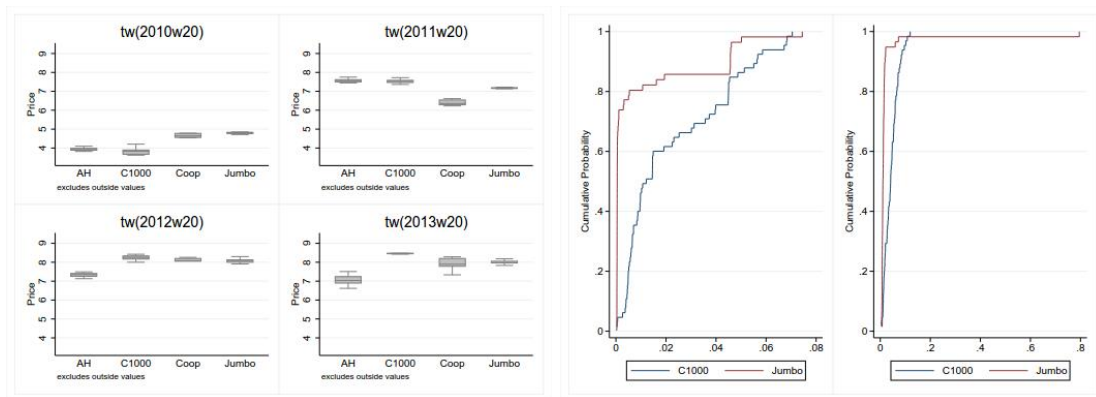 tw(2010w20)
Price
9
8
7
6
5
4
AH C1000 Coop Jumbo
excludes outside values
tw(2011w20)
Price
9
8
7
6
5
4
AH C1000 Coop Jumbo
excludes outside values
tw(2012w20)
Price
9
8
7
6
5
4
AH C1000 Coop Jumbo
excludes outside values
tw(2013w20)
Price
9
8
7
6
5
4
AH C1000 Coop Jumbo
excludes outside values
Cumulative Probability
1
.8
.6
.4
.2
0
0 .02 .04 .06 .08
C1000 Jumbo
Cumulative Probability
1
.8
.6
.4
.2
0
0 .2 .4 .6 .8
C1000 Jumbo